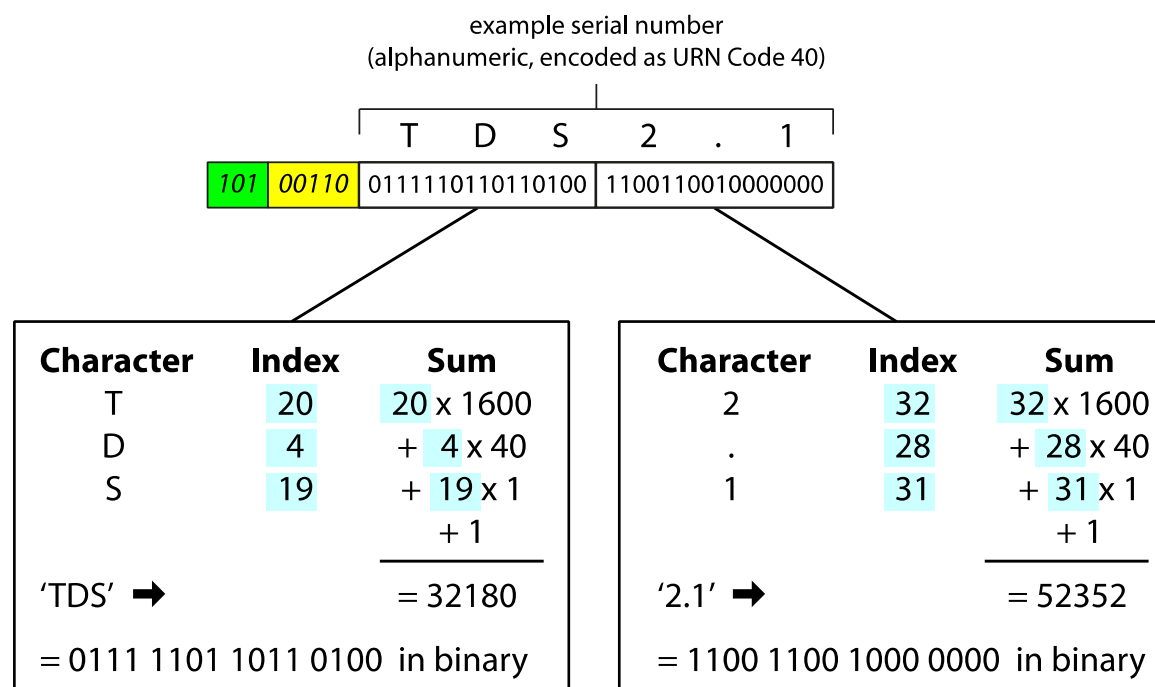 example serial number
(alphanumeric, encoded as URN Code 40)
T D S 2 . 1
101 00110 0111110110110100 1100110010000000
Character Index Sum
T 20 20 x 1600
D 4 + 4 x 40
S 19 + 19 x 1
+ 1
‘TDS’ ➡ = 32180
= 0111 1101 1011 0100 in binary
Character Index Sum
2 32 32 x 1600
. 28 + 28 x 40
1 31 + 31 x 1
+ 1
‘2.1’ ➡ = 52352
= 1100 1100 1000 0000 in binary